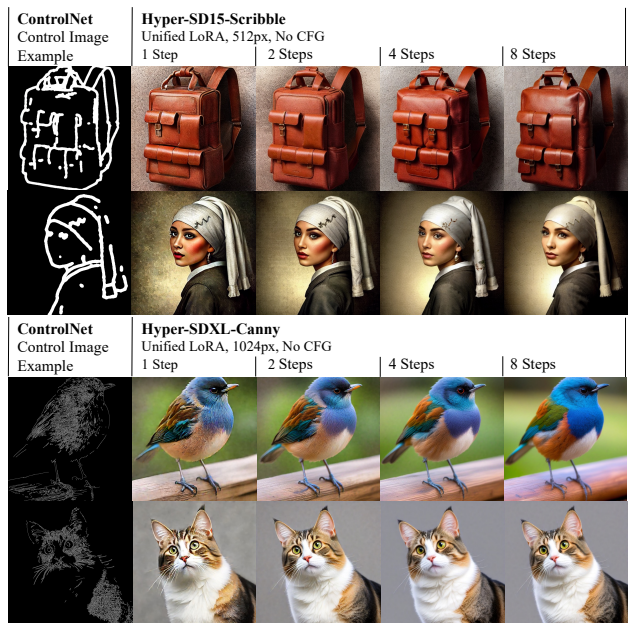 ControlNet
Control Image
Example
Hyper-SD15-Scribble
Unified LoRA, 512px, No CFG
1 Step
2 Steps
4 Steps
8 Steps
ControlNet
Control Image
Example
Hyper-SDXL-Canny
Unified LoRA, 1024px, No CFG
1 Step
2 Steps
4 Steps
8 Steps